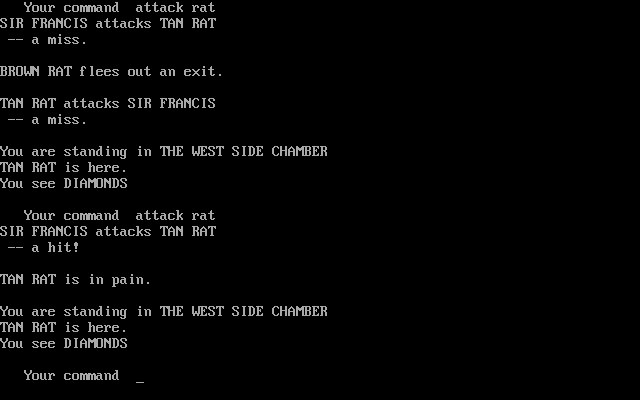 Your command  attack rat
SIR FRANCIS attacks TAN RAT
-- a miss.
BROWN RAT flees out an exit.
TAN RAT attacks SIR FRANCIS
-- a miss.
You are standing in THE WEST SIDE CHAMBER
TAN RAT is here.
You see DIAMONDS
Your command  attack rat
SIR FRANCIS attacks TAN RAT
-- a hit!
TAN RAT is in pain.
You are standing in THE WEST SIDE CHAMBER
TAN RAT is here.
You see DIAMONDS
Your command  _